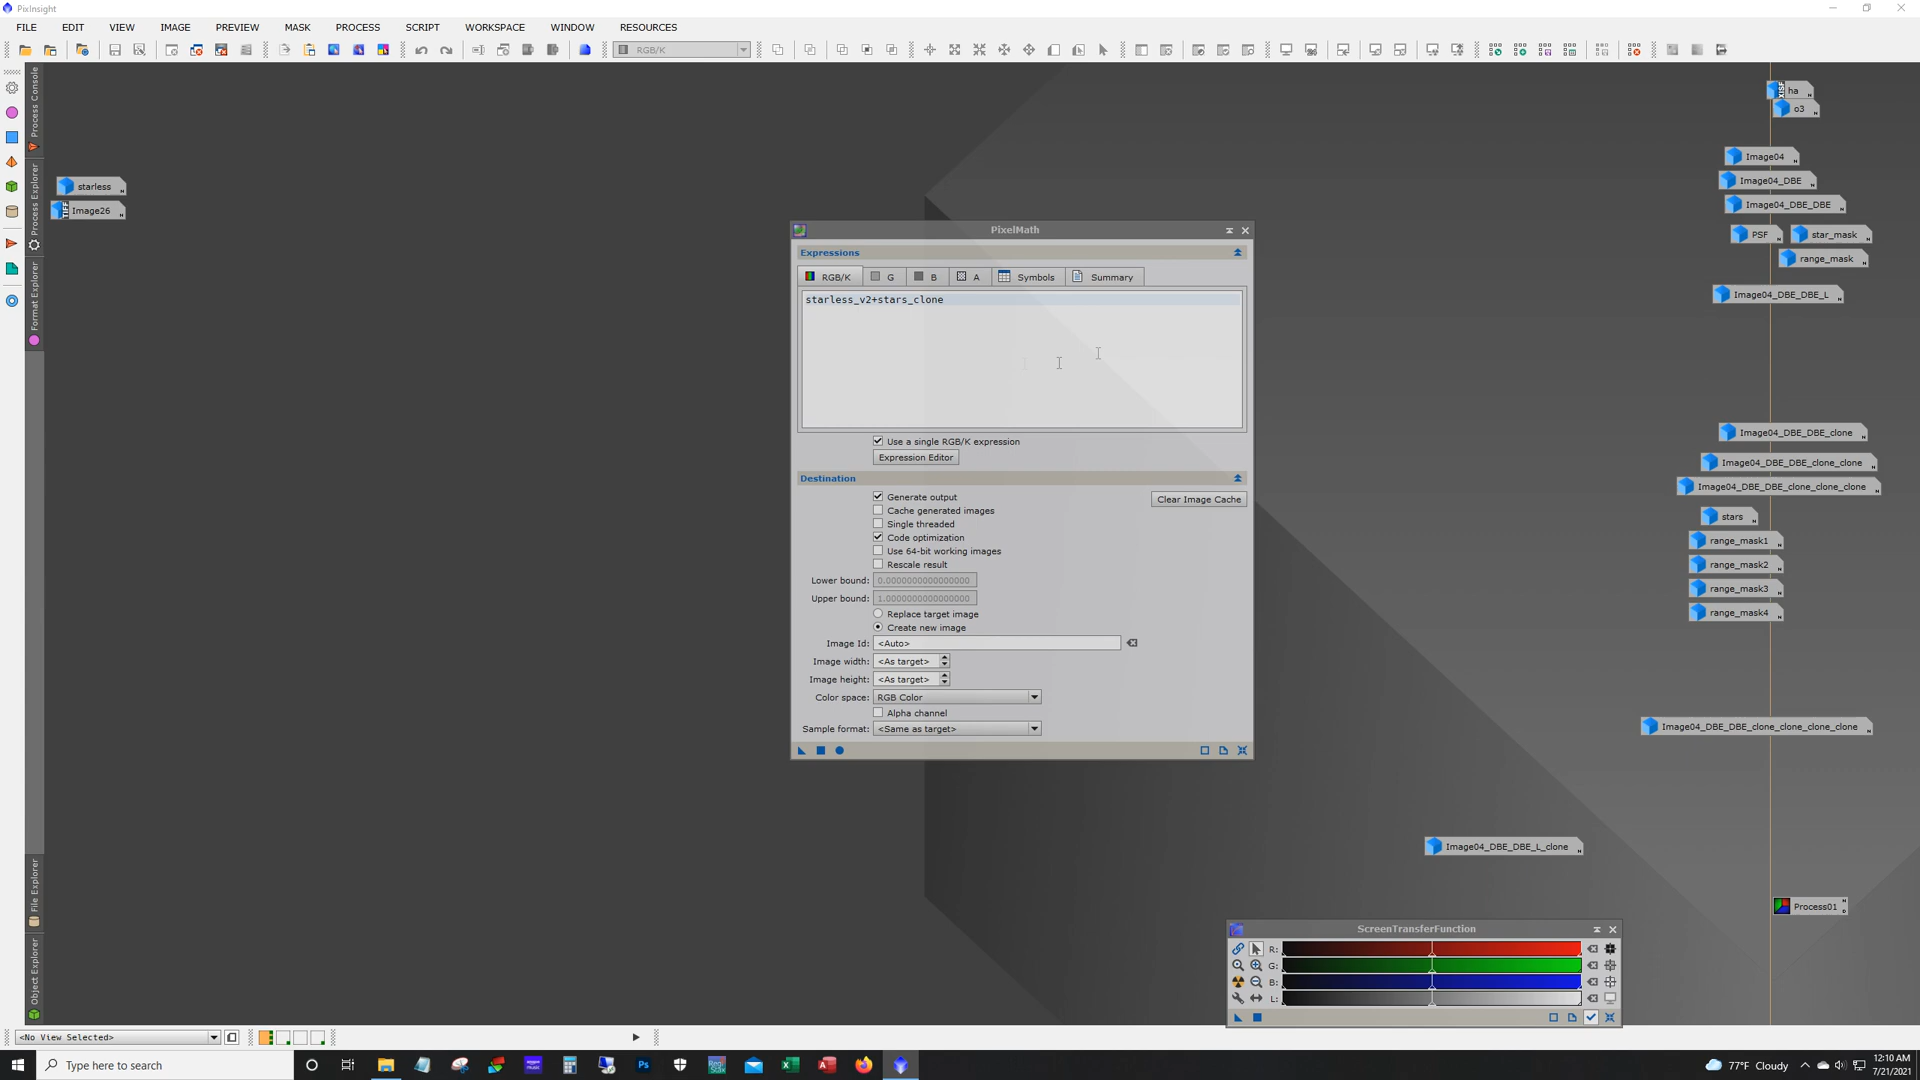 PixInsight
FILE EDIT VIEW IMAGE PREVIEW MASK PROCESS SCRIPT WORKSPACE WINDOW RESOURCES
RGB/K
Process Console
Process Explorer
Format Explorer
File Explorer
Object Explorer
starless
TIFF Image26
XISF ha
o3
Image04
Image04_DBE
Image04_DBE_DBE
PSF star_mask
range_mask
Image04_DBE_DBE_L
Image04_DBE_DBE_clone
Image04_DBE_DBE_clone_clone
Image04_DBE_DBE_clone_clone_clone
stars
range_mask1
range_mask2
range_mask3
range_mask4
Image04_DBE_DBE_clone_clone_clone_clone
Image04_DBE_DBE_L_clone
Process01
PixelMath
Expressions
RGB/K G B A Symbols Summary
starless_v2+stars_clone
Use a single RGB/K expression
Expression Editor
Destination
Generate output
Clear Image Cache
Cache generated images
Single threaded
Code optimization
Use 64-bit working images
Rescale result
Lower bound: 0.0000000000000000
Upper bound: 1.0000000000000000
Replace target image
Create new image
Image Id: <Auto>
Image width: <As target>
Image height: <As target>
Color space: RGB Color
Alpha channel
Sample format: <Same as target>
ScreenTransferFunction
R:
G:
B:
L:
<No View Selected>
Type here to search
77°F Cloudy
12:10 AM
7/21/2021